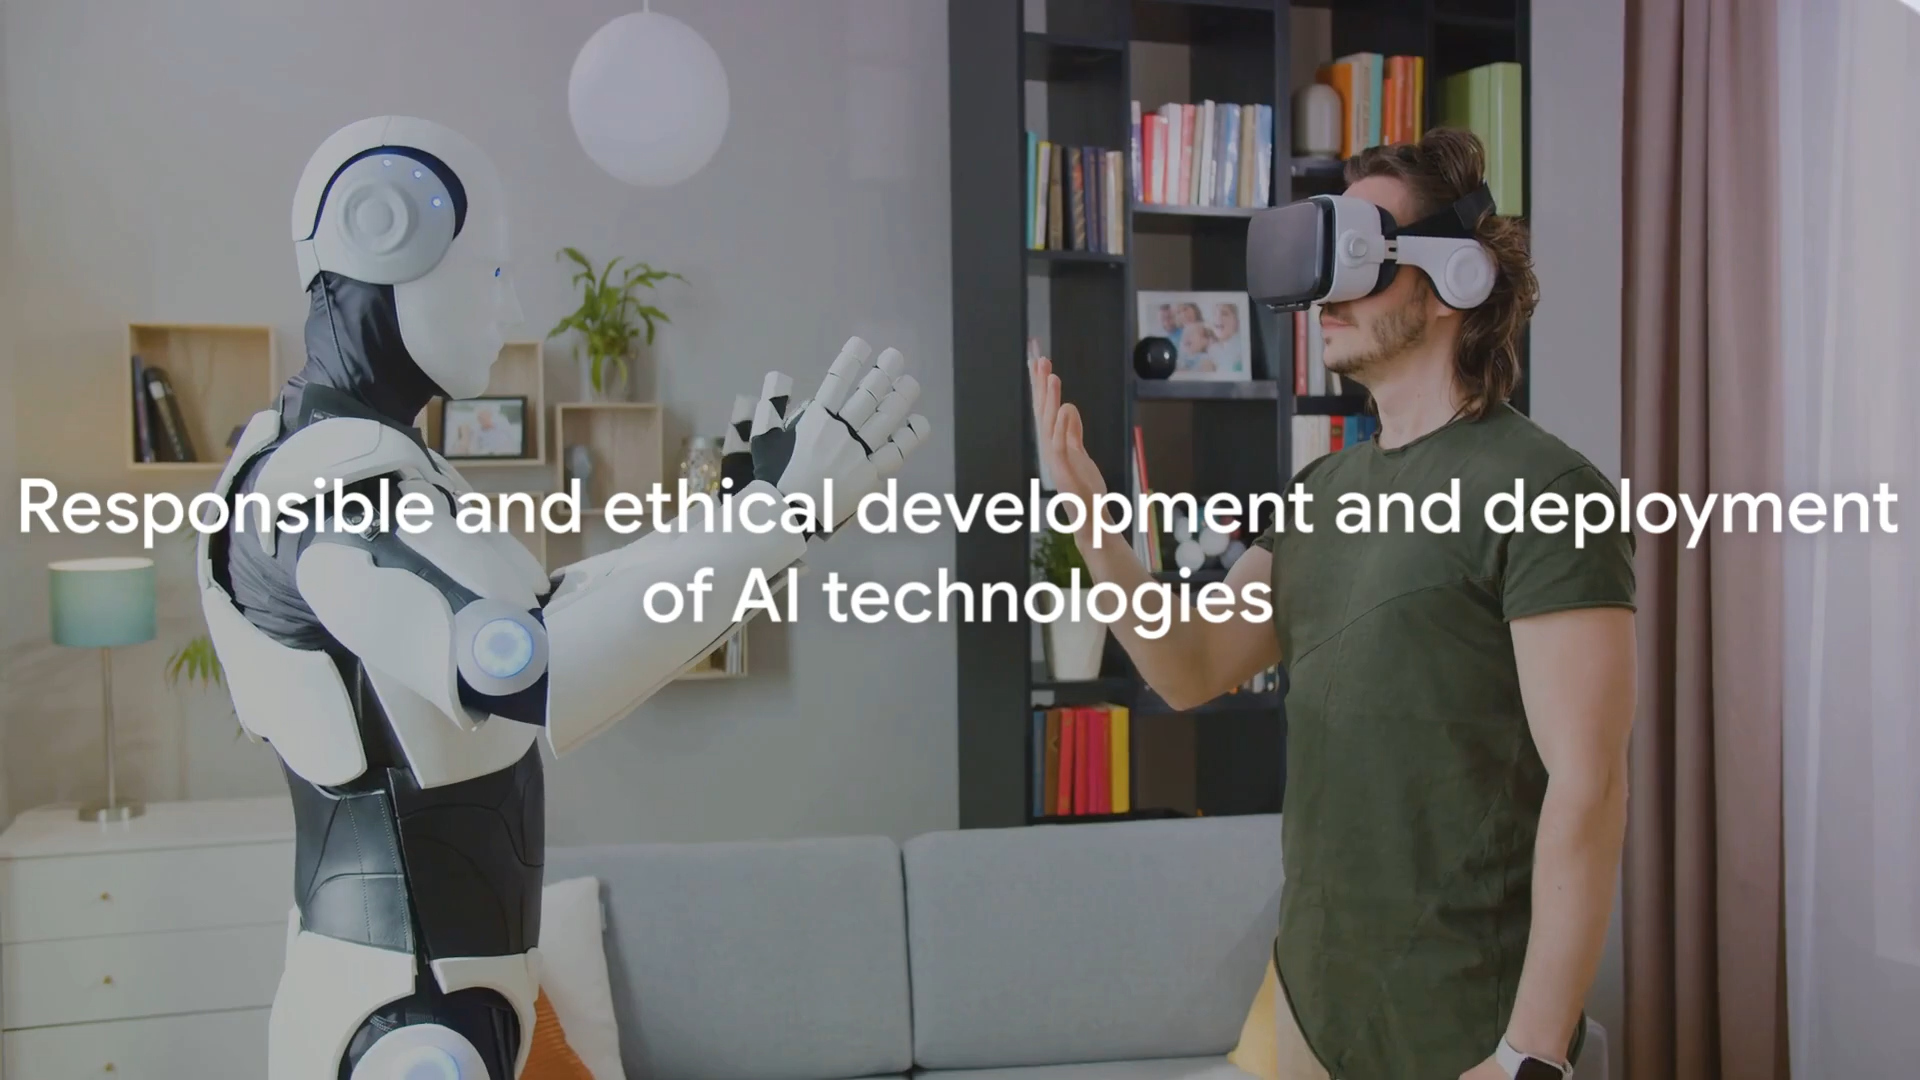 Responsible and ethical development and deployment
of AI technologies